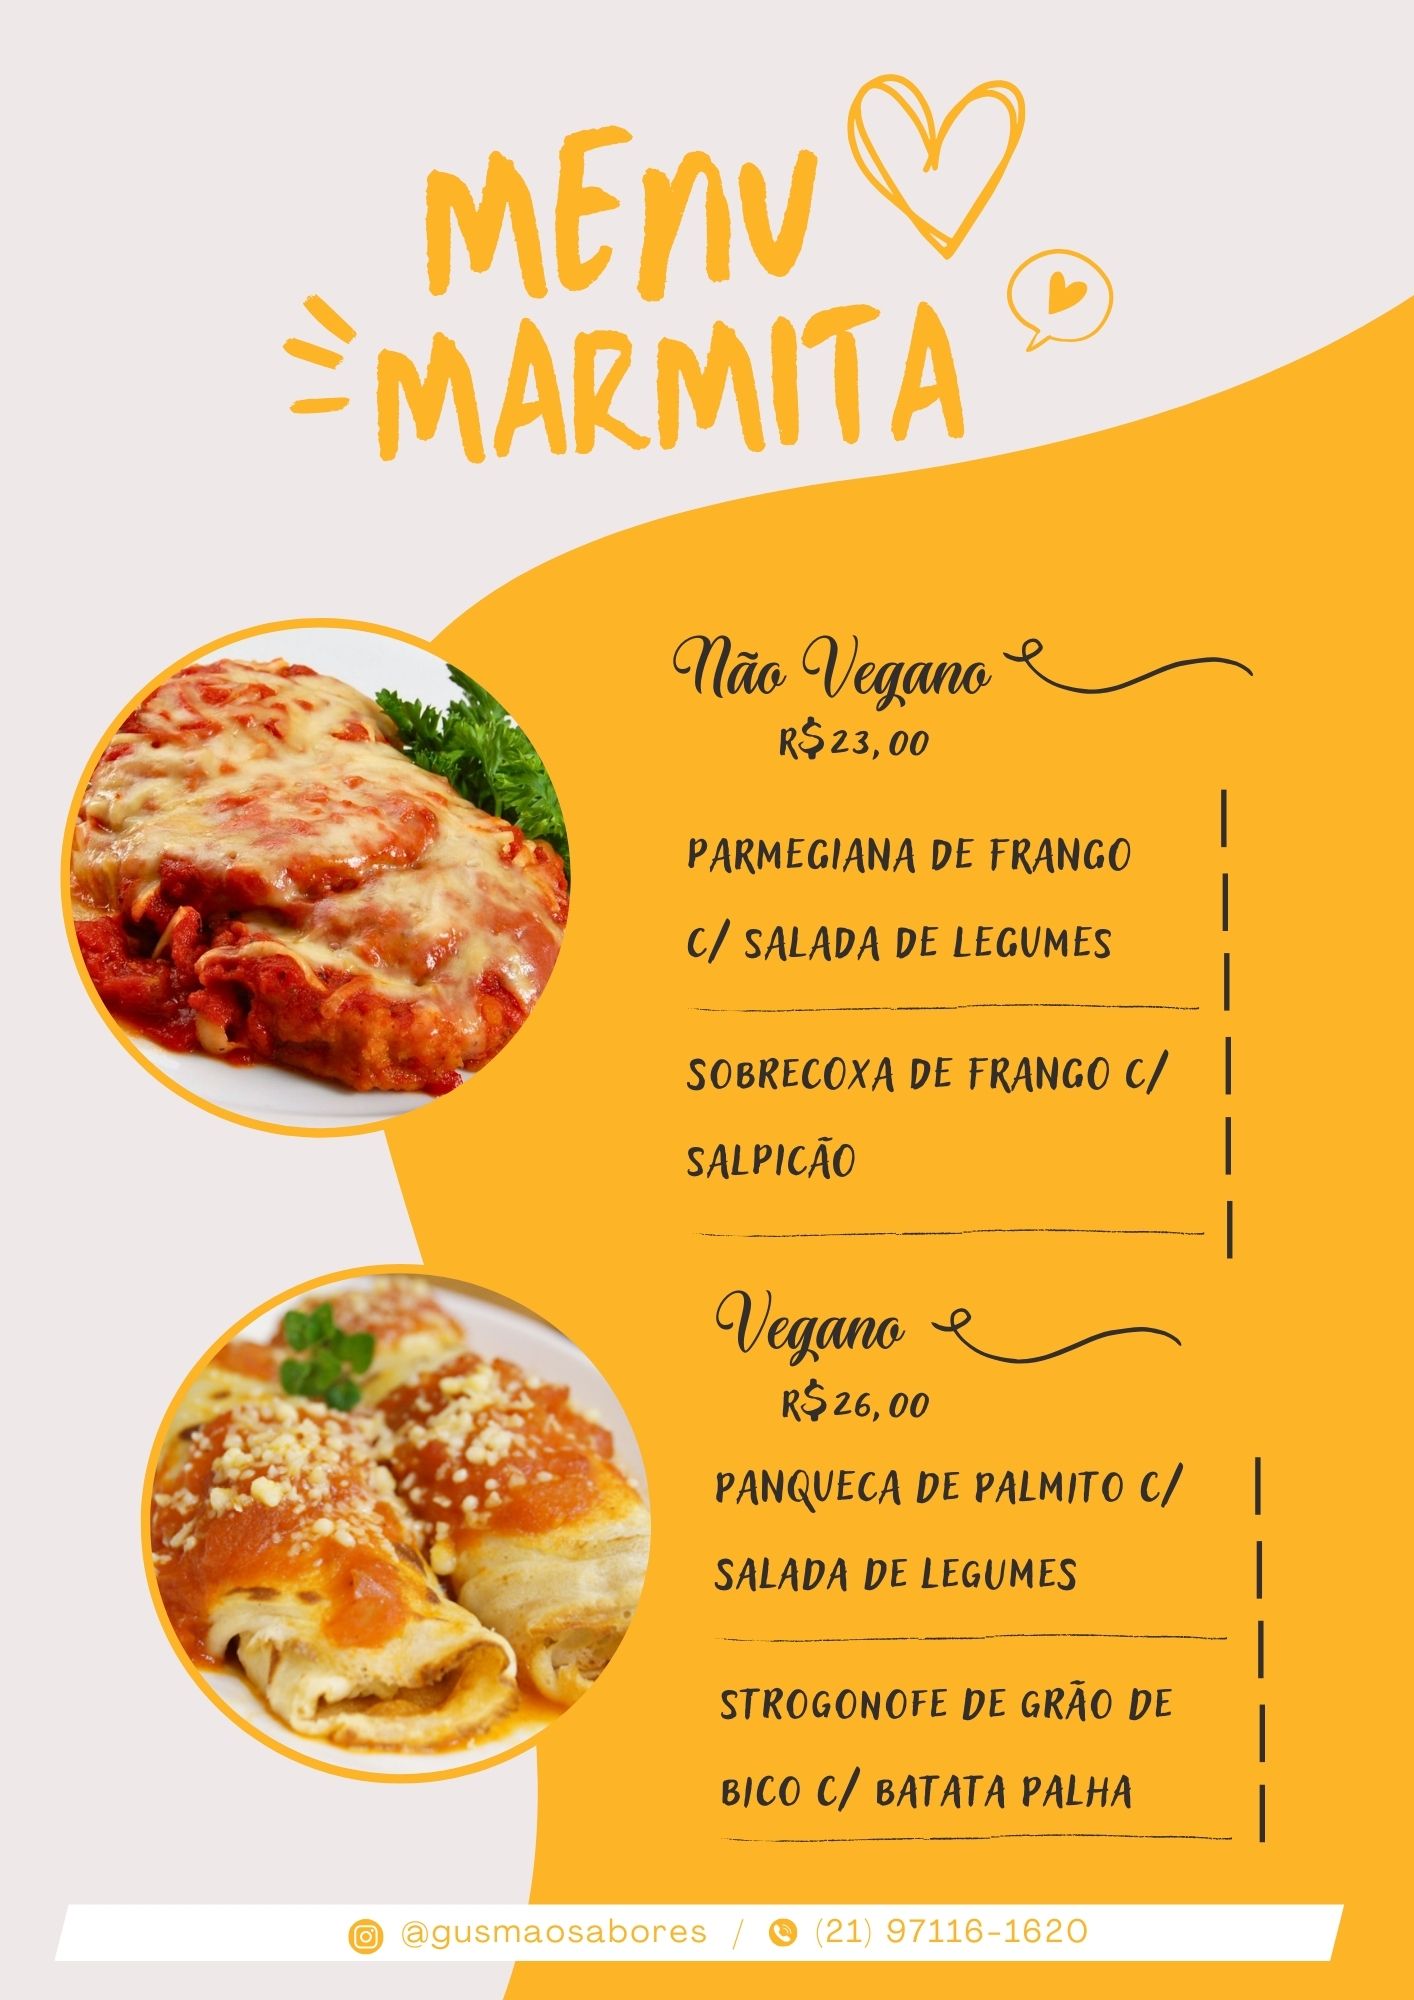 MENU
MARMITA
Não Vegano
R$23,00
PARMEGIANA DE FRANGO
C/ SALADA DE LEGUMES
SOBRECOXA DE FRANGO C/
SALPICÃO
Vegano
R$26,00
PANQUECA DE PALMITO C/
SALADA DE LEGUMES
STROGONOFE DE GRÃO DE
BICO C/ BATATA PALHA
@gusmaosabores / (21) 97116-1620